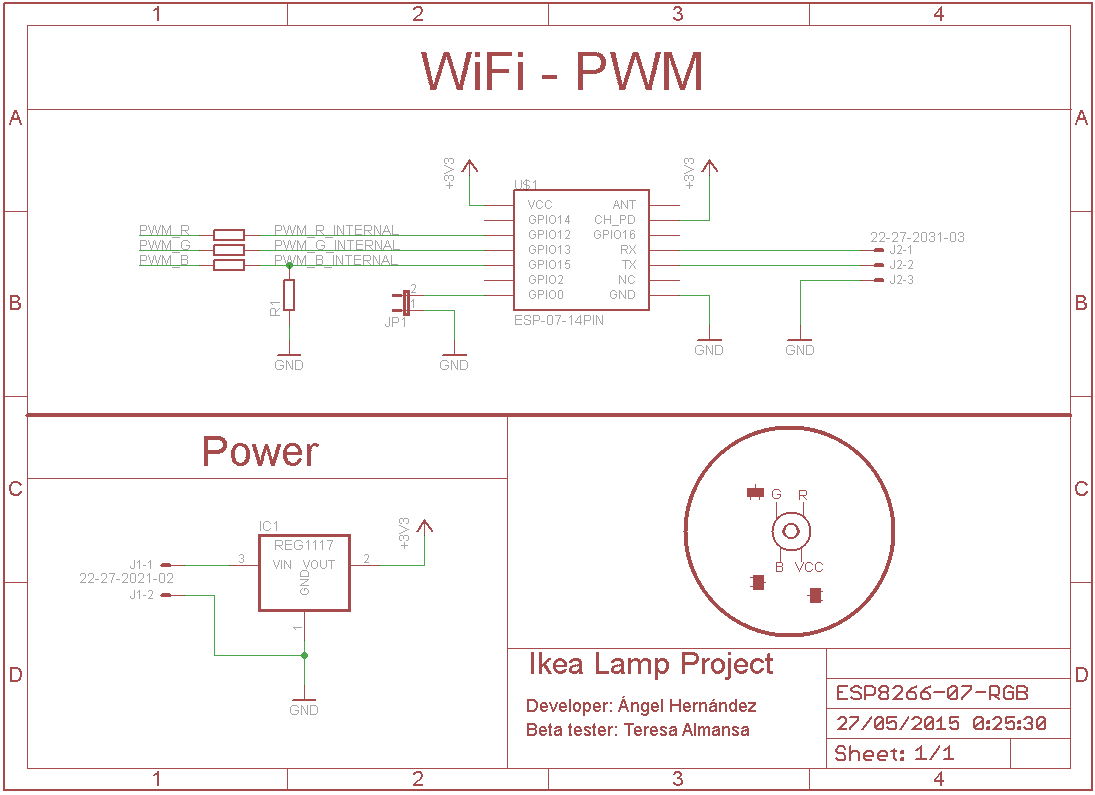 1 2 3 4
WiFi - PWM
A A
+3V3 +3V3
U$1
VCC ANT
GPIO14 CH_PD
PWM_R PWM_R_INTERNAL GPIO12 GPIO16
22-27-2031-03
PWM_G PWM_G_INTERNAL GPIO13 RX J2-1
PWM_B PWM_B_INTERNAL GPIO15 TX J2-2
GPIO2 NC J2-3
2 GPIO0 GND
B R1 1 B
JP1 ESP-07-14PIN
GND GND GND GND
Power
C C
G R
IC1 +3V3
REG1117
J1-1 3 VIN VOUT 2
B VCC
22-27-2021-02 GND
J1-2
1
GND
Ikea Lamp Project
D D
ESP8266-07-RGB
Developer: Ángel Hernández
27/05/2015 0:25:30
Beta tester: Teresa Almansa
Sheet: 1/1
1 2 3 4